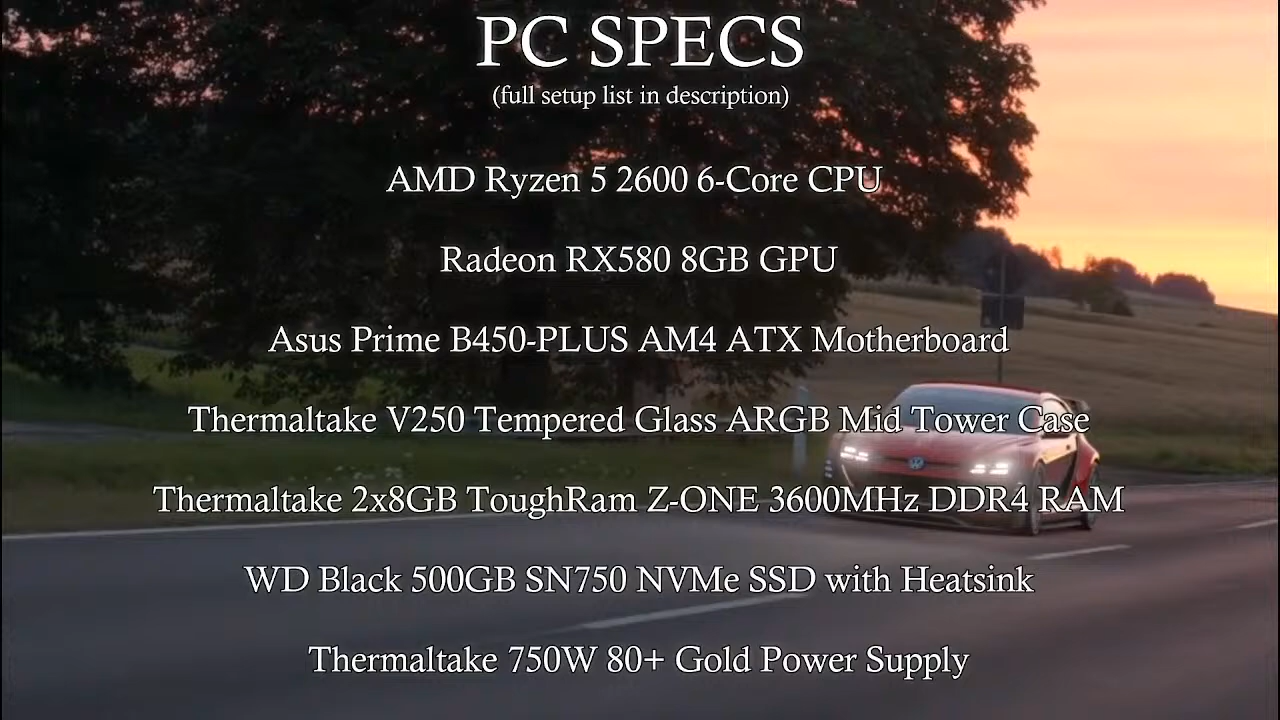 PC SPECS
(full setup list in description)
AMD Ryzen 5 2600 6-Core CPU
Radeon RX580 8GB GPU
Asus Prime B450-PLUS AM4 ATX Motherboard
Thermaltake V250 Tempered Glass ARGB Mid Tower Case
Thermaltake 2x8GB ToughRam Z-ONE 3600MHz DDR4 RAM
WD Black 500GB SN750 NVMe SSD with Heatsink
Thermaltake 750W 80+ Gold Power Supply